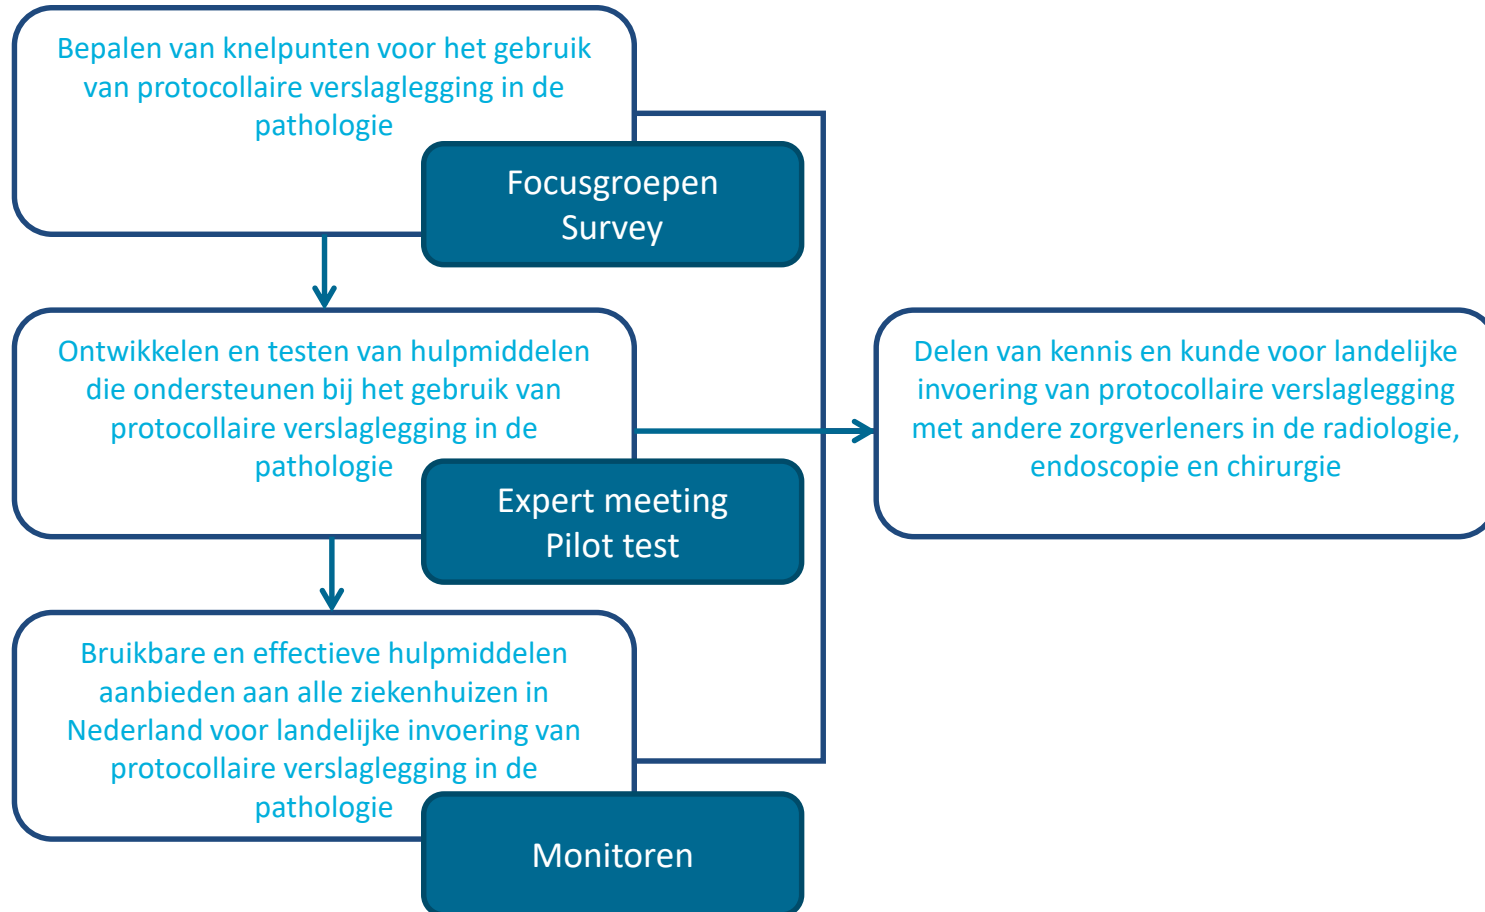 Bepalen van knelpunten voor het gebruik
van protocollaire verslaglegging in de
pathologie
Focusgroepen
Survey
Ontwikkelen en testen van hulpmiddelen
die ondersteunen bij het gebruik van
protocollaire verslaglegging in de
pathologie
Expert meeting
Pilot test
Bruikbare en effectieve hulpmiddelen
aanbieden aan alle ziekenhuizen in
Nederland voor landelijke invoering van
protocollaire verslaglegging in de
pathologie
Monitoren
Delen van kennis en kunde voor landelijke
invoering van protocollaire verslaglegging
met andere zorgverleners in de radiologie,
endoscopie en chirurgie